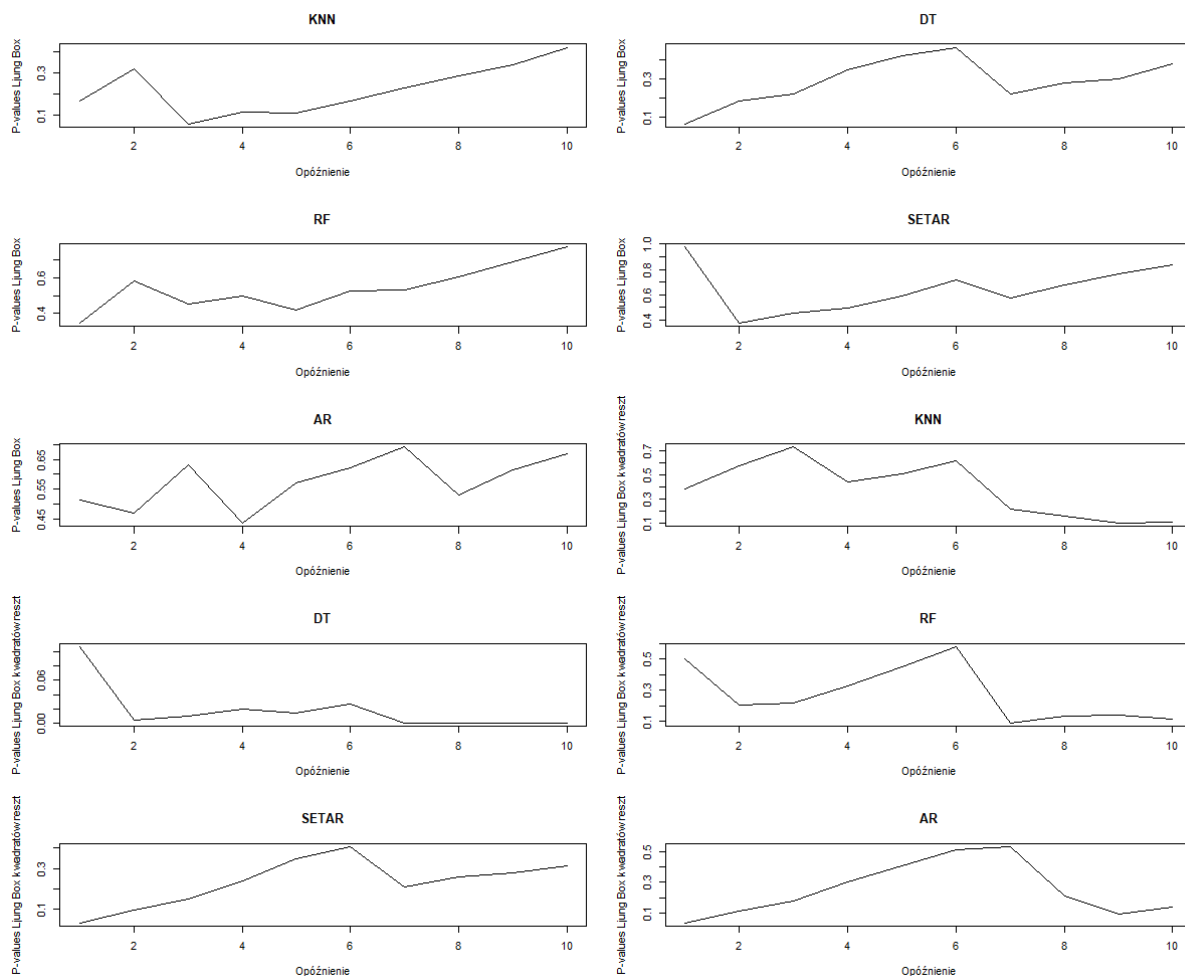 KNN
P-values Ljung Box
0.3
0.1
2 4 6 8 10
Opóźnienie
DT
P-values Ljung Box
0.3
0.1
2 4 6 8 10
Opóźnienie
RF
P-values Ljung Box
0.6
0.4
2 4 6 8 10
Opóźnienie
SETAR
P-values Ljung Box
1.0
0.8
0.6
0.4
2 4 6 8 10
Opóźnienie
AR
P-values Ljung Box
0.65
0.55
0.45
2 4 6 8 10
Opóźnienie
KNN
P-values Ljung Box kwadratów reszt
0.7
0.5
0.3
0.1
2 4 6 8 10
Opóźnienie
DT
P-values Ljung Box kwadratów reszt
0.06
0.00
2 4 6 8 10
Opóźnienie
RF
P-values Ljung Box kwadratów reszt
0.5
0.3
0.1
2 4 6 8 10
Opóźnienie
SETAR
P-values Ljung Box kwadratów reszt
0.3
0.1
2 4 6 8 10
Opóźnienie
AR
P-values Ljung Box kwadratów reszt
0.5
0.3
0.1
2 4 6 8 10
Opóźnienie